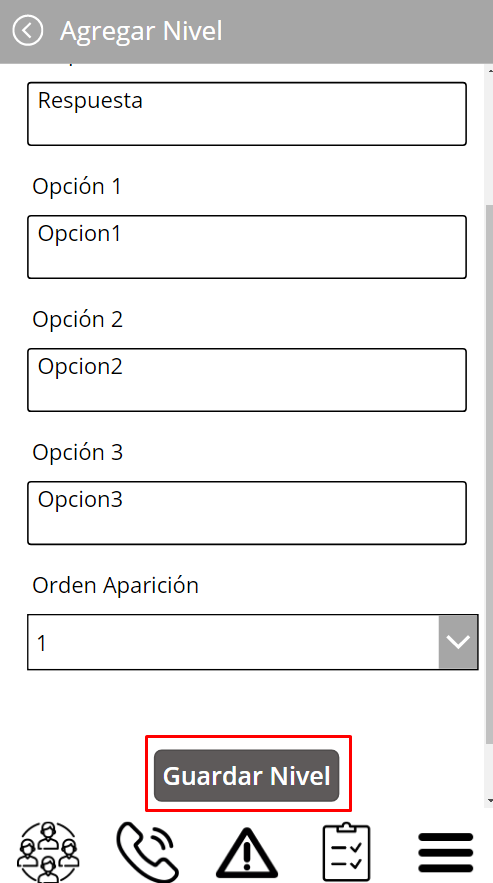 Agregar Nivel
Respuesta
Opción 1
Opcion1
Opción 2
Opcion2
Opción 3
Opcion3
Orden Aparición
1
Guardar Nivel